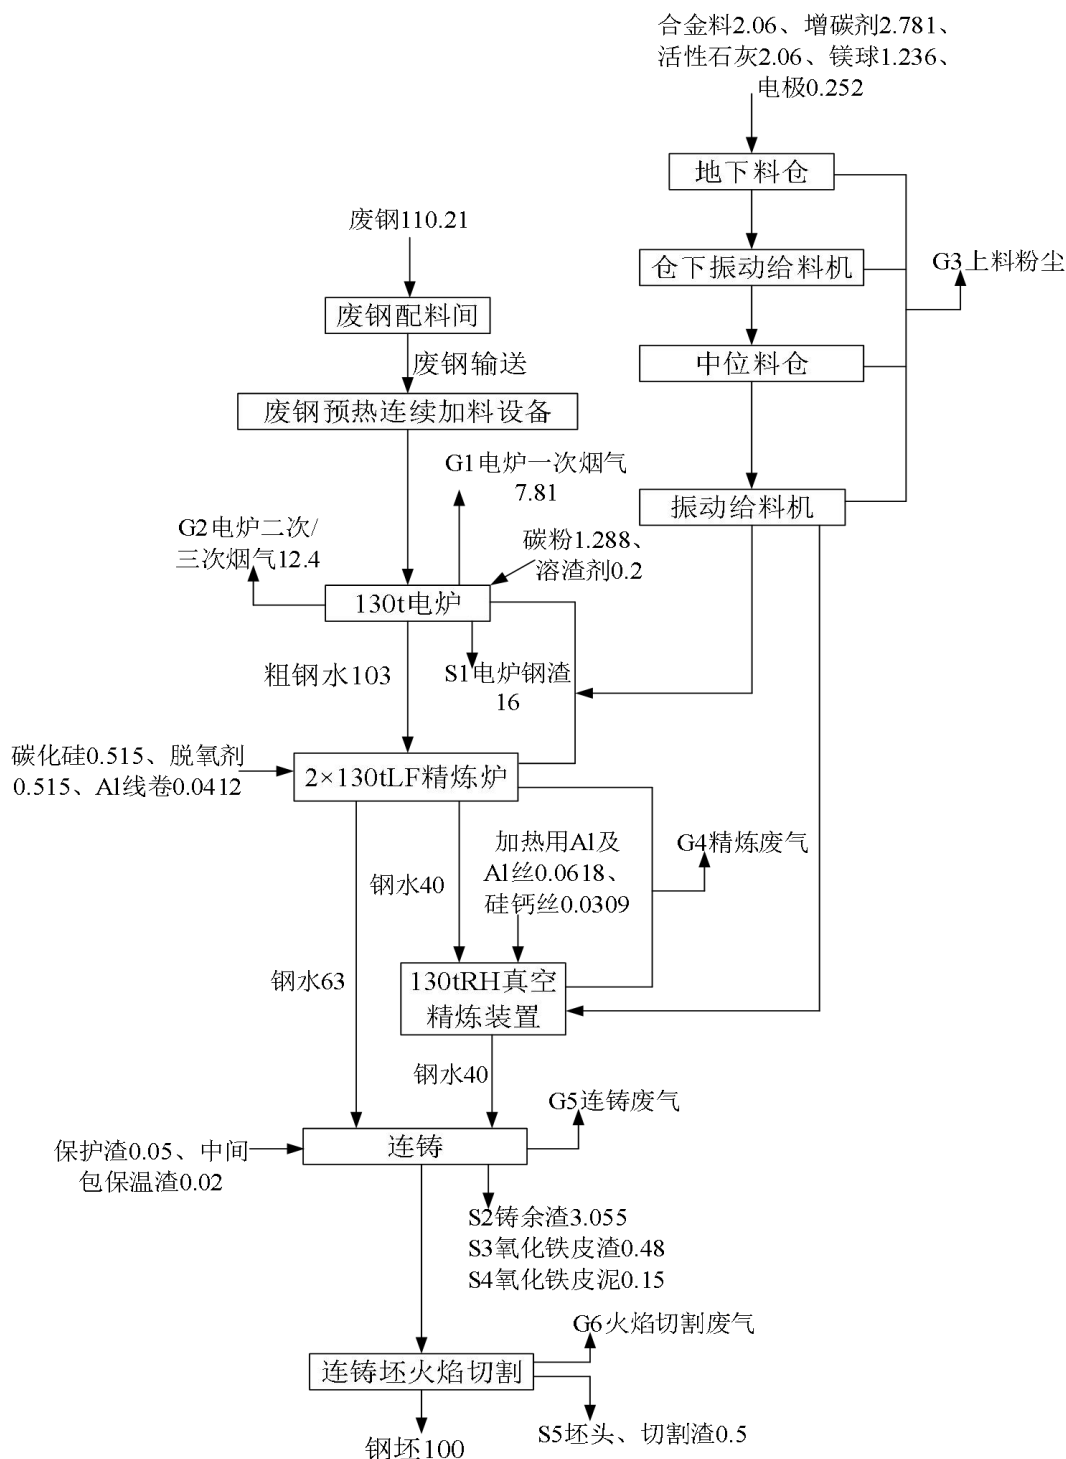 合金料2.06、增碳剂2.781、
活性石灰2.06、镁球1.236、
电极0.252
地下料仓
废钢110.21
仓下振动给料机
G3上料粉尘
废钢配料间
中位料仓
废钢输送
废钢预热连续加料设备
G1电炉一次烟气
7.81
振动给料机
G2电炉二次/
三次烟气12.4
碳粉1.288、
溶渣剂0.2
130t电炉
粗钢水103
S1电炉钢渣
16
碳化硅0.515、脱氧剂
0.515、Al线卷0.0412
2×130tLF精炼炉
加热用Al及
Al丝0.0618、
硅钙丝0.0309
G4精炼废气
钢水40
钢水63
130tRH真空
精炼装置
钢水40
G5连铸废气
保护渣0.05、中间
包保温渣0.02
连铸
S2铸余渣3.055
S3氧化铁皮渣0.48
S4氧化铁皮泥0.15
G6火焰切割废气
连铸坯火焰切割
S5坯头、切割渣0.5
钢坯100